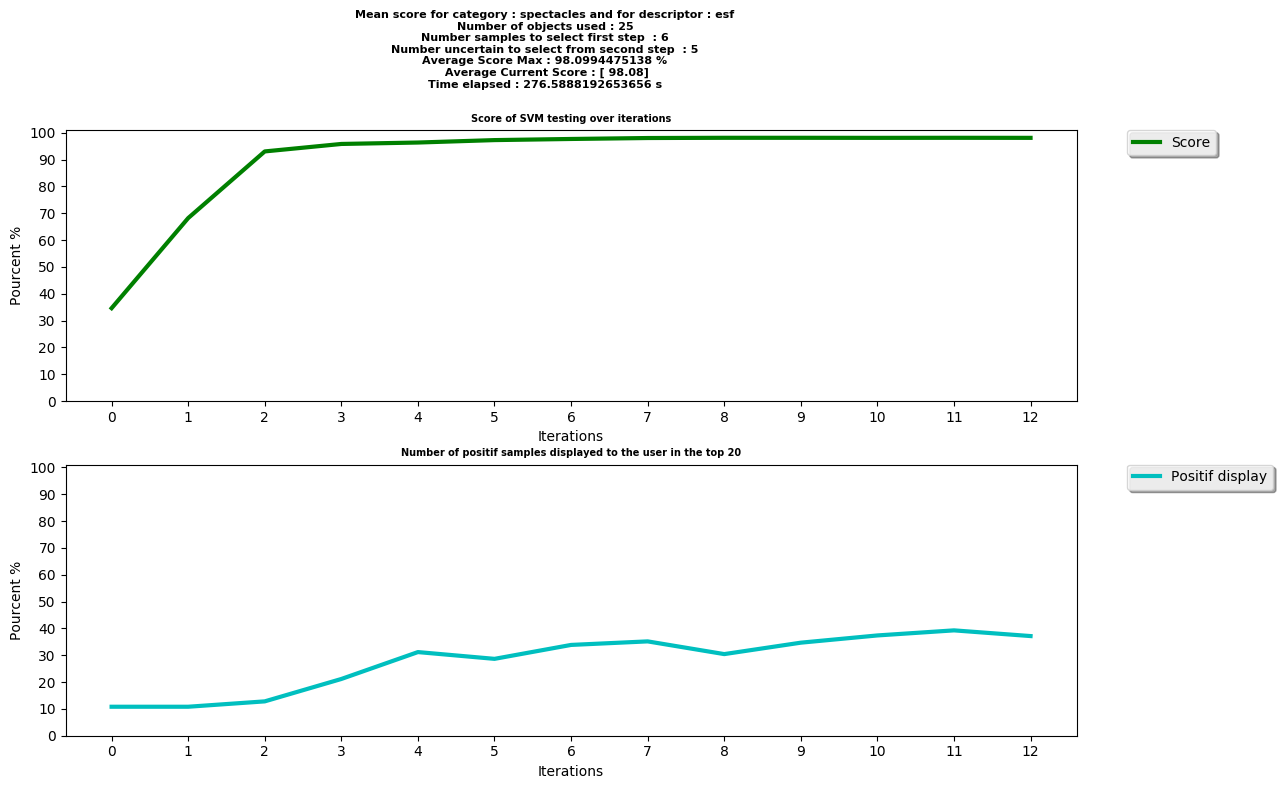 Mean score for category : spectacles and for descriptor : esf
Number of objects used : 25
Number samples to select first step  : 6
Number uncertain to select from second step  : 5
Average Score Max : 98.0994475138 %
Average Current Score : [ 98.08]
Time elapsed : 276.5888192653656 s
Score of SVM testing over iterations
100
90
80
70
60
50
40
30
20
10
0
Pourcent %
0 1 2 3 4 5 6 7 8 9 10 11 12
Iterations
Score
Number of positif samples displayed to the user in the top 20
100
90
80
70
60
50
40
30
20
10
0
Pourcent %
0 1 2 3 4 5 6 7 8 9 10 11 12
Iterations
Positif display